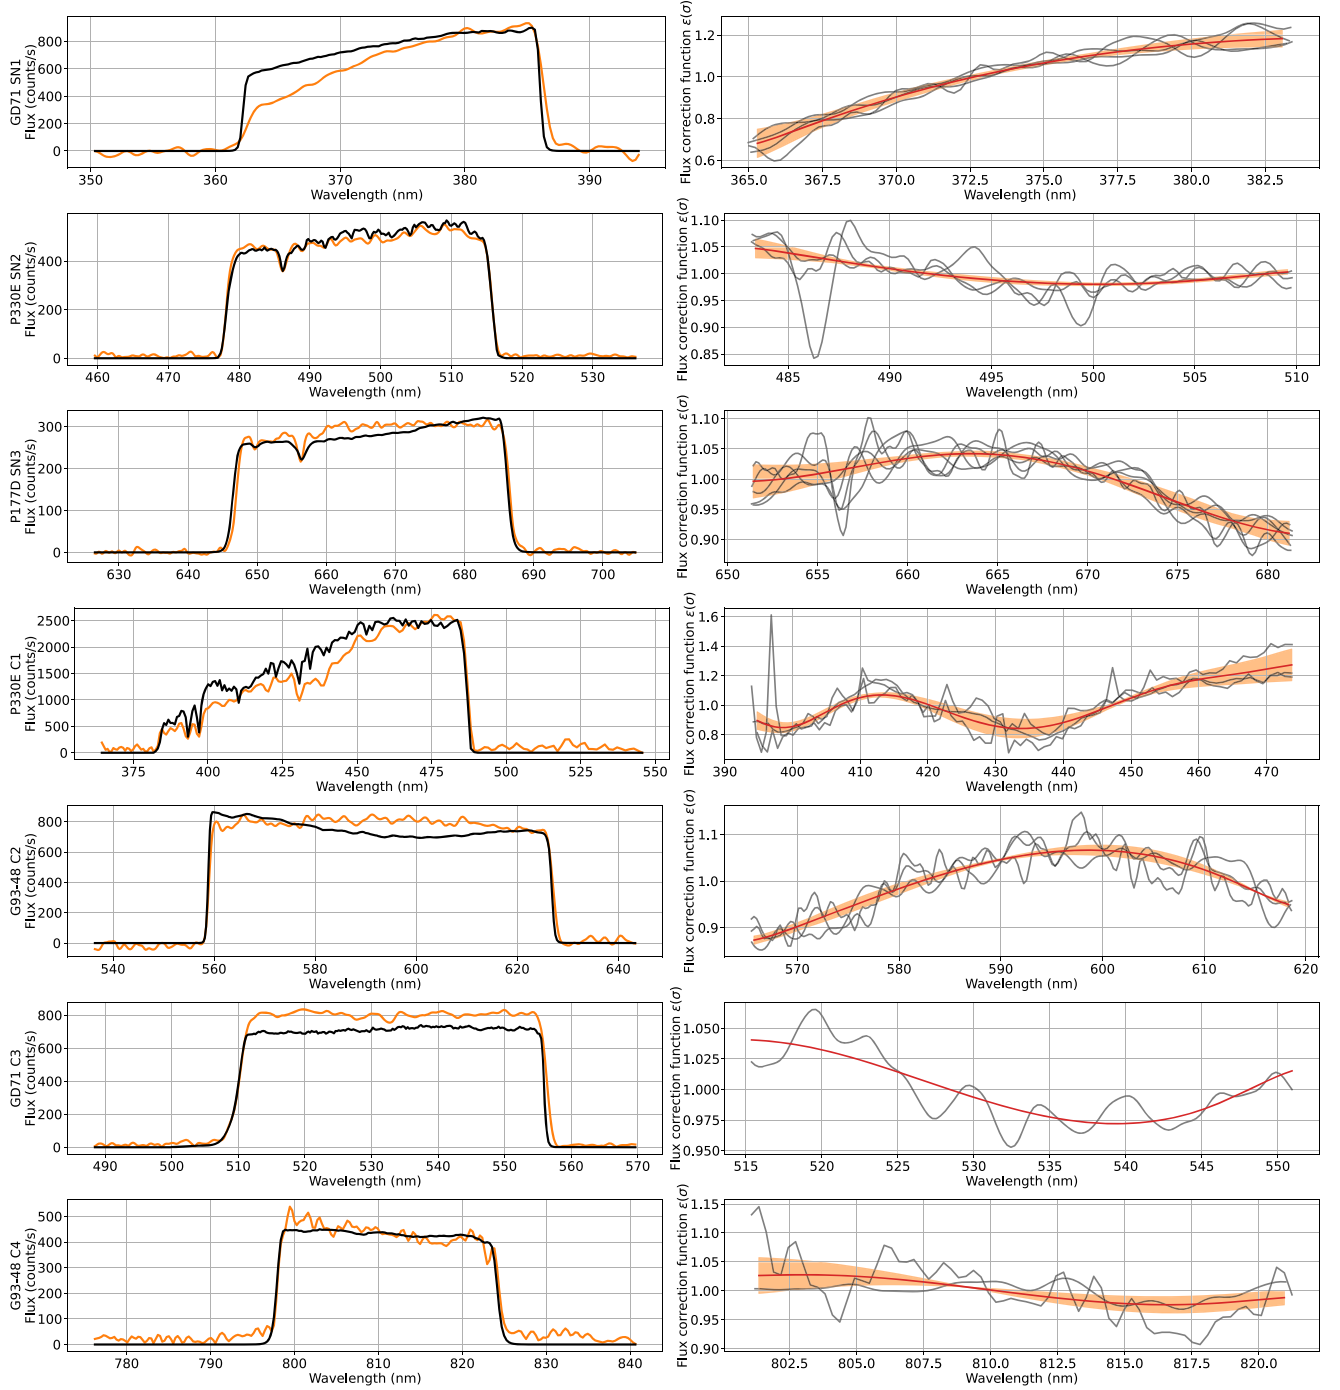 GD71 SN1
Flux (counts/s)
800
600
400
200
0
350 360 370 380 390
Wavelength (nm)
Flux correction function ε(σ)
1.2
1.0
0.8
0.6
365.0 367.5 370.0 372.5 375.0 377.5 380.0 382.5
Wavelength (nm)
P330E SN2
Flux (counts/s)
400
200
0
460 470 480 490 500 510 520 530
Wavelength (nm)
Flux correction function ε(σ)
1.10
1.05
1.00
0.95
0.90
0.85
485 490 495 500 505 510
Wavelength (nm)
P177D SN3
Flux (counts/s)
300
200
100
0
630 640 650 660 670 680 690 700
Wavelength (nm)
Flux correction function ε(σ)
1.10
1.05
1.00
0.95
0.90
650 655 660 665 670 675 680
Wavelength (nm)
P330E C1
Flux (counts/s)
2500
2000
1500
1000
500
0
375 400 425 450 475 500 525 550
Wavelength (nm)
Flux correction function ε(σ)
1.6
1.4
1.2
1.0
0.8
390 400 410 420 430 440 450 460 470
Wavelength (nm)
G93-48 C2
Flux (counts/s)
800
600
400
200
0
540 560 580 600 620 640
Wavelength (nm)
Flux correction function ε(σ)
1.1
1.0
0.9
570 580 590 600 610 620
Wavelength (nm)
GD71 C3
Flux (counts/s)
800
600
400
200
0
490 500 510 520 530 540 550 560 570
Wavelength (nm)
Flux correction function ε(σ)
1.050
1.025
1.000
0.975
0.950
515 520 525 530 535 540 545 550
Wavelength (nm)
G93-48 C4
Flux (counts/s)
500
400
300
200
100
0
780 790 800 810 820 830 840
Wavelength (nm)
Flux correction function ε(σ)
1.15
1.10
1.05
1.00
0.95
0.90
802.5 805.0 807.5 810.0 812.5 815.0 817.5 820.0
Wavelength (nm)